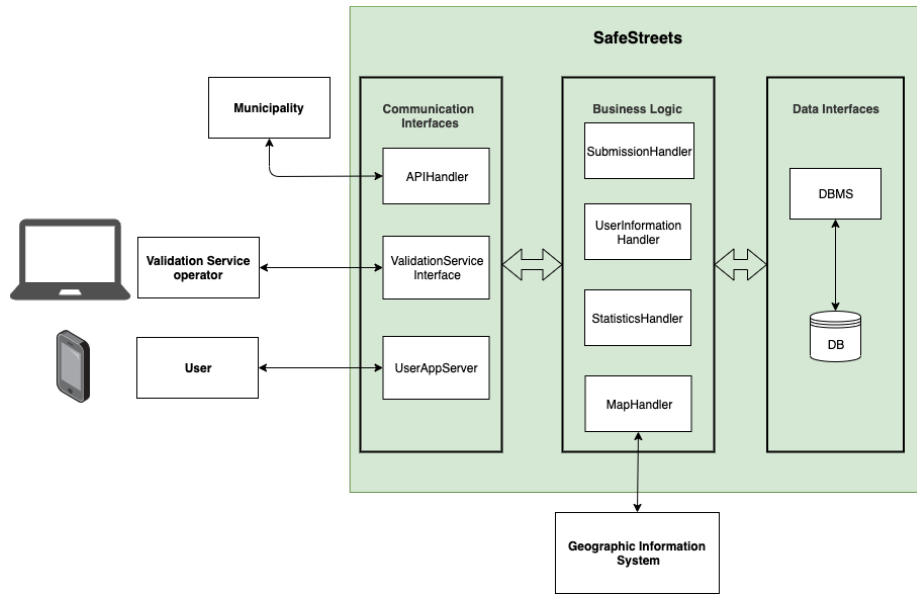 SafeStreets
Municipality
Communication
Interfaces
Business Logic
Data Interfaces
SubmissionHandler
APIHandler
DBMS
UserInformation
Handler
Validation Service
operator
ValidationService
Interface
StatisticsHandler
DB
User
UserAppServer
MapHandler
Geographic Information
System